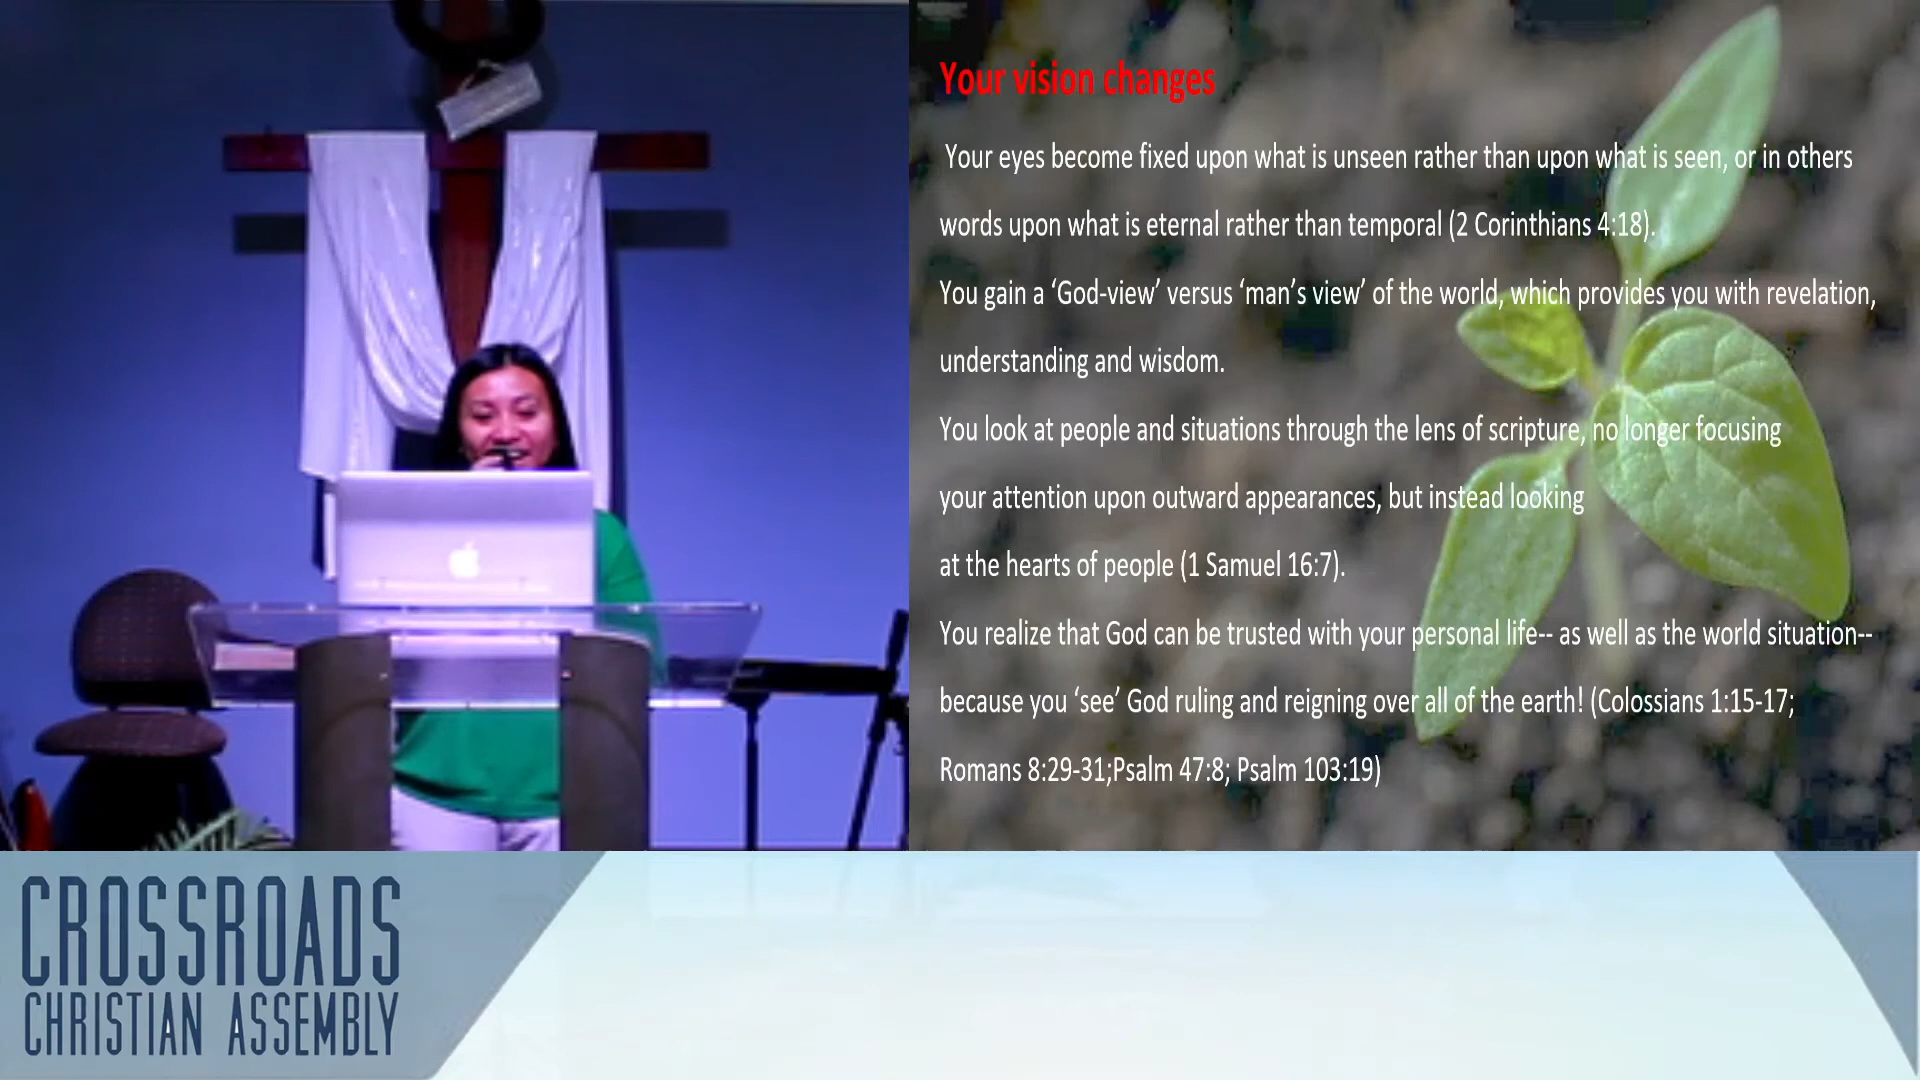 Your vision changes
Your eyes become fixed upon what is unseen rather than upon what is seen, or in others
words upon what is eternal rather than temporal (2 Corinthians 4:18).
You gain a ‘God-view’ versus ‘man’s view’ of the world, which provides you with revelation,
understanding and wisdom.
You look at people and situations through the lens of scripture, no longer focusing
your attention upon outward appearances, but instead looking
at the hearts of people (1 Samuel 16:7).
You realize that God can be trusted with your personal life-- as well as the world situation--
because you ‘see’ God ruling and reigning over all of the earth! (Colossians 1:15-17;
Romans 8:29-31;Psalm 47:8; Psalm 103:19)
CROSSROADS
CHRISTIAN ASSEMBLY